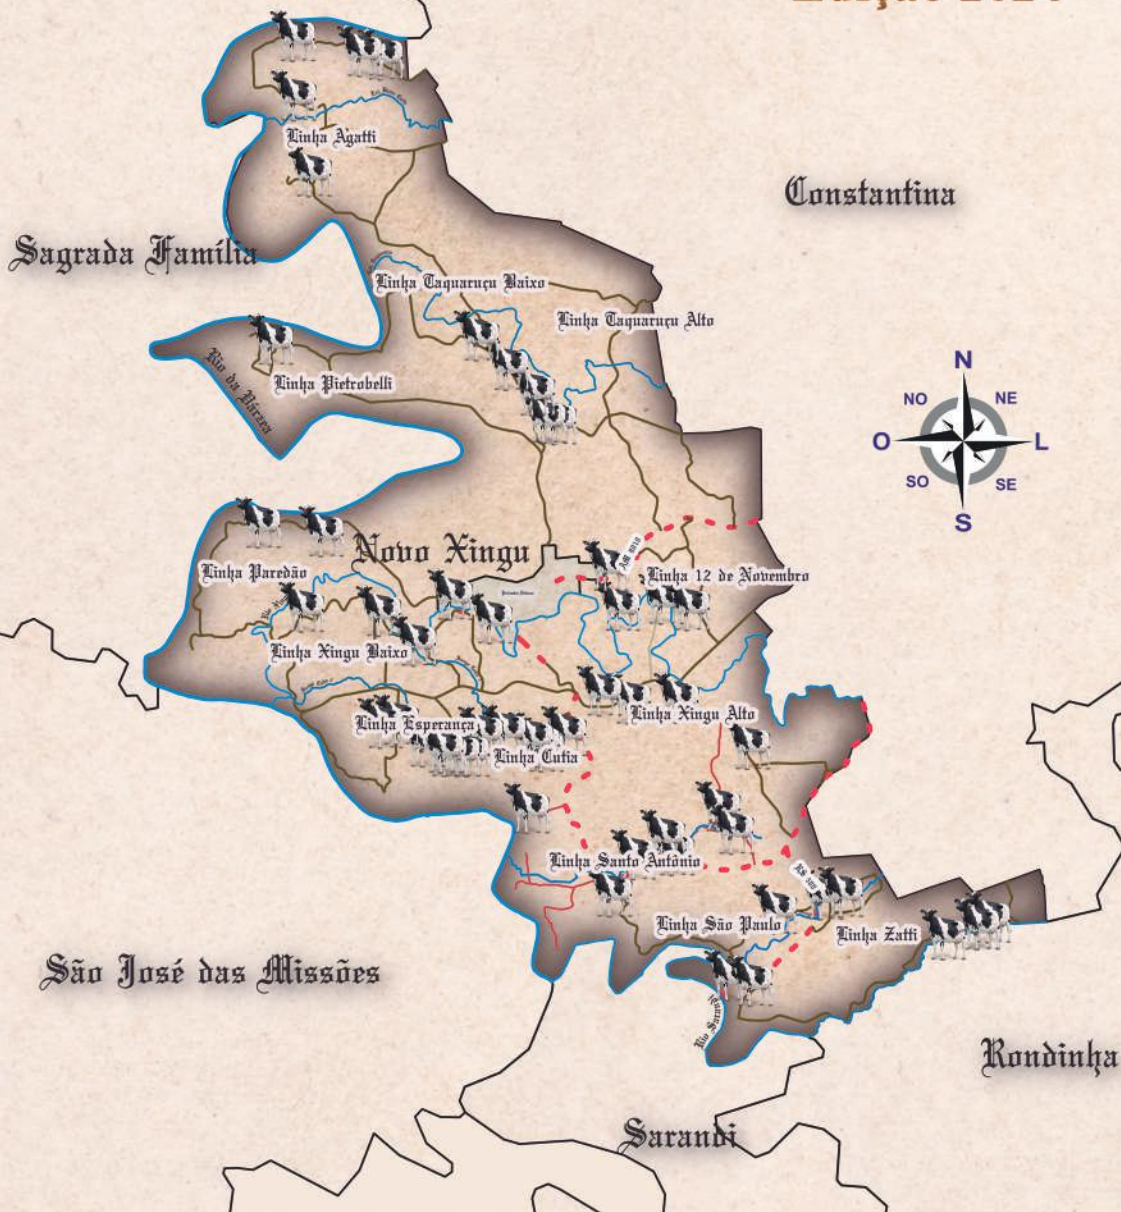 Linha Agatti
Constantina
Sagrada Família
Linha Taquaruçu Baixo
Linha Taquaruçu Alto
Rio da Várzea
Linha Pietrobelli
N
NO
NE
O
L
SO
SE
S
Novo Xingu
Linha Paredão
Linha 12 de Novembro
Linha Xingu Baixo
Linha Xingu Alto
Linha Esperança
Linha Cutia
Linha Santo Antônio
Linha São Paulo
Linha Zatti
São José das Missões
Rondinha
Sarandi